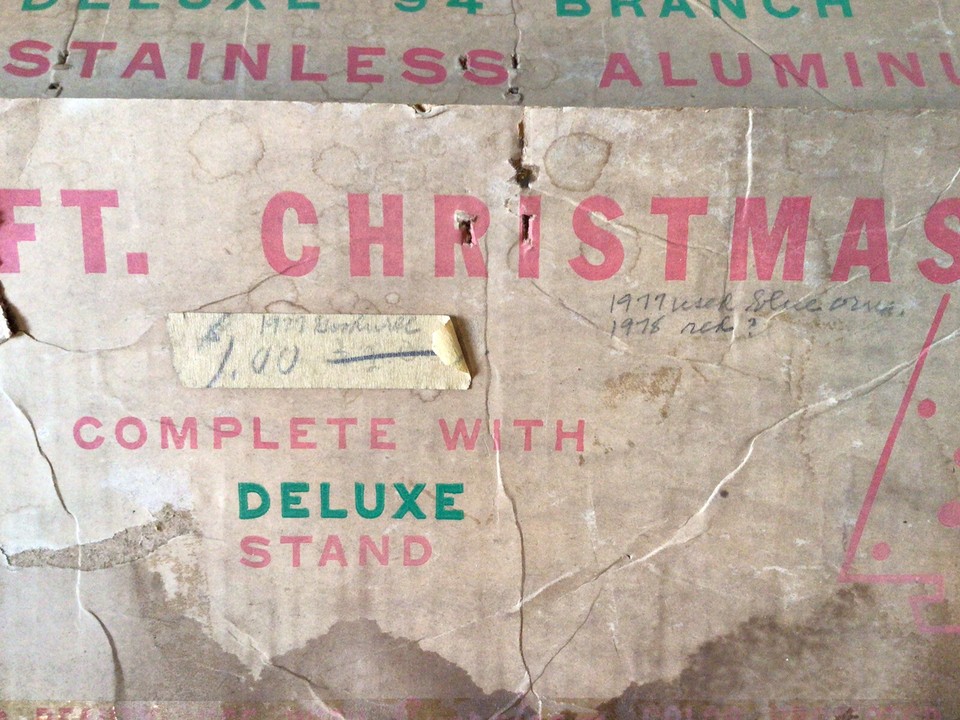 DELUXE 94 BRANCH
STAINLESS ALUMINU
FT. CHRISTMAS
1977 used blue orns.
1978 red?
1977
$1.00
COMPLETE WITH
DELUXE
STAND